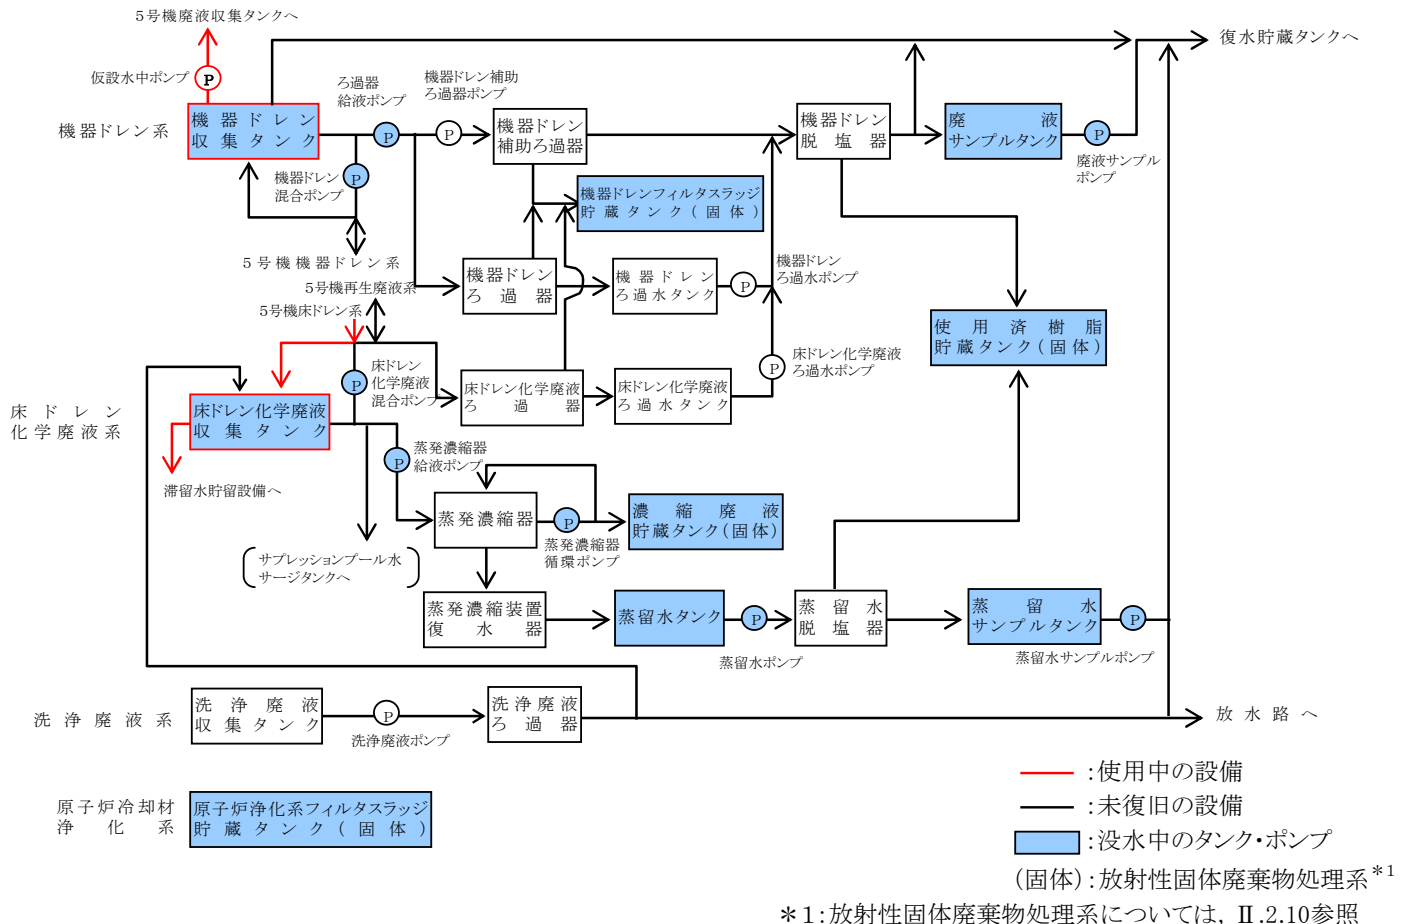 5号機廃液収集タンクへ
復水貯蔵タンクへ
仮設水中ポンプ
P
ろ過器
給液ポンプ
機器ドレン補助
ろ過器ポンプ
機器ドレン系
機器ドレン
収集タンク
P
P
機器ドレン
補助ろ過器
機器ドレン
脱塩器
廃液
サンプルタンク
P
廃液サンプル
ポンプ
機器ドレン
混合ポンプ
P
機器ドレンフィルタスラッジ
貯蔵タンク(固体)
5号機機器ドレン系
機器ドレン
ろ過器
機器ドレン
ろ過水タンク
P
機器ドレン
ろ過水ポンプ
5号機再生廃液系
5号機床ドレン系
使用済樹脂
貯蔵タンク(固体)
床ドレン
化学廃液
混合ポンプ
P
床ドレン化学廃液
ろ過器
床ドレン化学廃液
ろ過水タンク
P
床ドレン化学廃液
ろ過水ポンプ
床ドレン
化学廃液系
床ドレン化学廃液
収集タンク
P
蒸発濃縮器
給液ポンプ
滞留水貯留設備へ
蒸発濃縮器
P
蒸発濃縮器
循環ポンプ
濃縮廃液
貯蔵タンク(固体)
サプレッションプール水
サージタンクへ
蒸発濃縮装置
復水器
蒸留水タンク
P
蒸留水ポンプ
蒸留水
脱塩器
蒸留水
サンプルタンク
P
蒸留水サンプルポンプ
洗浄廃液系
洗浄廃液
収集タンク
P
洗浄廃液ポンプ
洗浄廃液
ろ過器
放水路へ
原子炉冷却材
浄化系
原子炉浄化系フィルタスラッジ
貯蔵タンク(固体)
:使用中の設備
:未復旧の設備
:没水中のタンク・ポンプ
(固体):放射性固体廃棄物処理系*1
*1:放射性固体廃棄物処理系については,Ⅱ.2.10参照